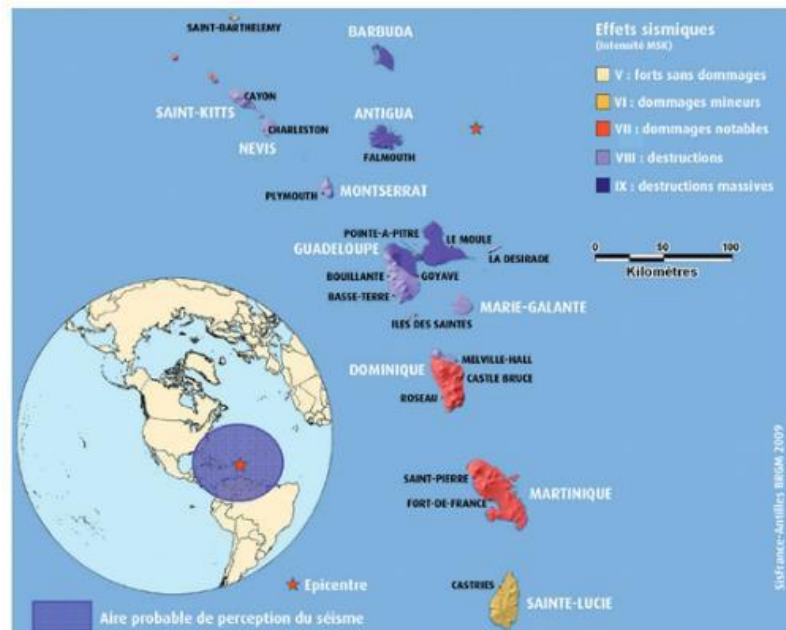 SAINT-BARTHELEMY
BARBUDA
Effets sismiques
(Intensité MSK)
V : forts sans dommages
VI : dommages mineurs
VII : dommages notables
VIII : destructions
IX : destructions massives
CAYON
SAINT-KITTS
CHARLESTON
NEVIS
ANTIGUA
FALMOUTH
PLYMOUTH
MONTSERRAT
POINTE-A-PITRE
LE MOULE
GUADELOUPE
LA DESIRADE
BOUILLANTE
GOYAVE
BASSE-TERRE
MARIE-GALANTE
ILES DES SAINTES
0 50 100
Kilomètres
MELVILLE-HALL
DOMINIQUE
CASTLE BRUCE
ROSEAU
SAINT-PIERRE
MARTINIQUE
FORT-DE-FRANCE
CASTRIES
SAINTE-LUCIE
Epicentre
Aire probable de perception du séisme
SisFrance-Antilles BRGM 2009